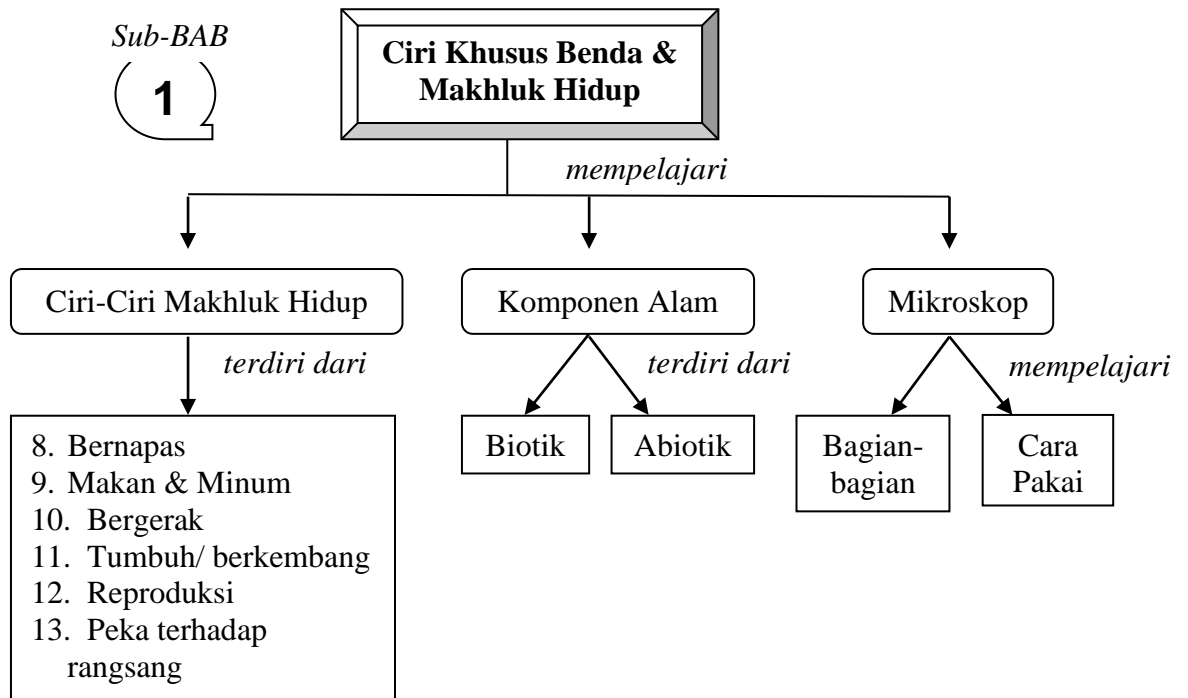 Sub-BAB
1
Ciri Khusus Benda &
Makhluk Hidup
mempelajari
Ciri-Ciri Makhluk Hidup
Komponen Alam
Mikroskop
terdiri dari
terdiri dari
mempelajari
8. Bernapas
9. Makan & Minum
10. Bergerak
11. Tumbuh/ berkembang
12. Reproduksi
13. Peka terhadap
rangsang
Biotik
Abiotik
Bagian-
bagian
Cara
Pakai